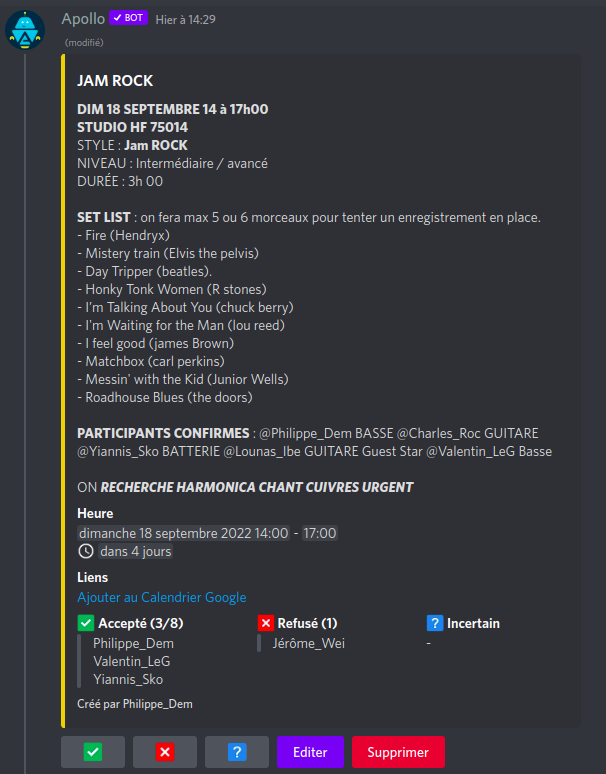 Apollo ✓ BOT Hier à 14:29
(modifié)
JAM ROCK
DIM 18 SEPTEMBRE 14 à 17h00
STUDIO HF 75014
STYLE : Jam ROCK
NIVEAU : Intermédiaire / avancé
DURÉE : 3h 00
SET LIST : on fera max 5 ou 6 morceaux pour tenter un enregistrement en place.
- Fire (Hendryx)
- Mistery train (Elvis the pelvis)
- Day Tripper (beatles).
- Honky Tonk Women (R stones)
- I'm Talking About You (chuck berry)
- I'm Waiting for the Man (lou reed)
- I feel good (james Brown)
- Matchbox (carl perkins)
- Messin' with the Kid (Junior Wells)
- Roadhouse Blues (the doors)
PARTICIPANTS CONFIRMES : @Philippe_Dem BASSE @Charles_Roc GUITARE
@Yiannis_Sko BATTERIE @Lounas_Ibe GUITARE Guest Star @Valentin_LeG Basse
ON RECHERCHE HARMONICA CHANT CUIVRES URGENT
Heure
dimanche 18 septembre 2022 14:00 - 17:00
dans 4 jours
Liens
Ajouter au Calendrier Google
Accepté (3/8)
Philippe_Dem
Valentin_LeG
Yiannis_Sko
Refusé (1)
Jérôme_Wei
? Incertain
-
Créé par Philippe_Dem
? Editer Supprimer